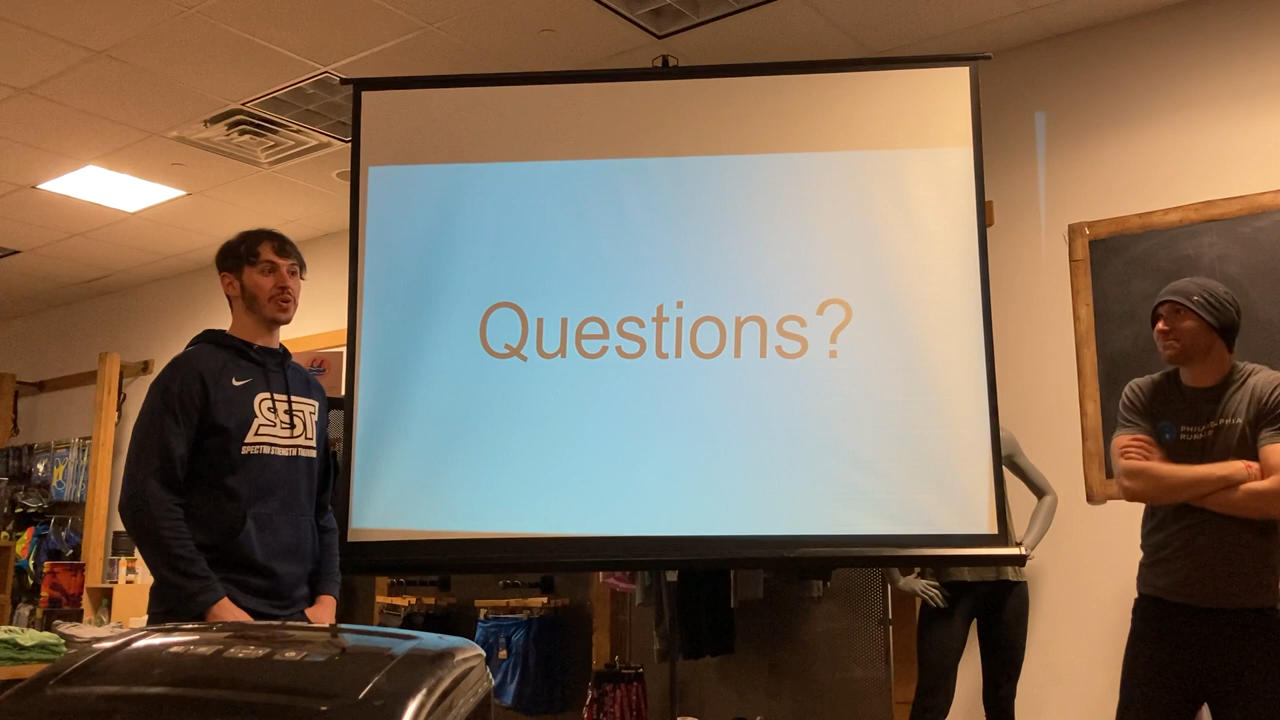 Questions?
SST
SPECTRUM STRENGTH TRAINING
PHILADELPHIA
RUNNER